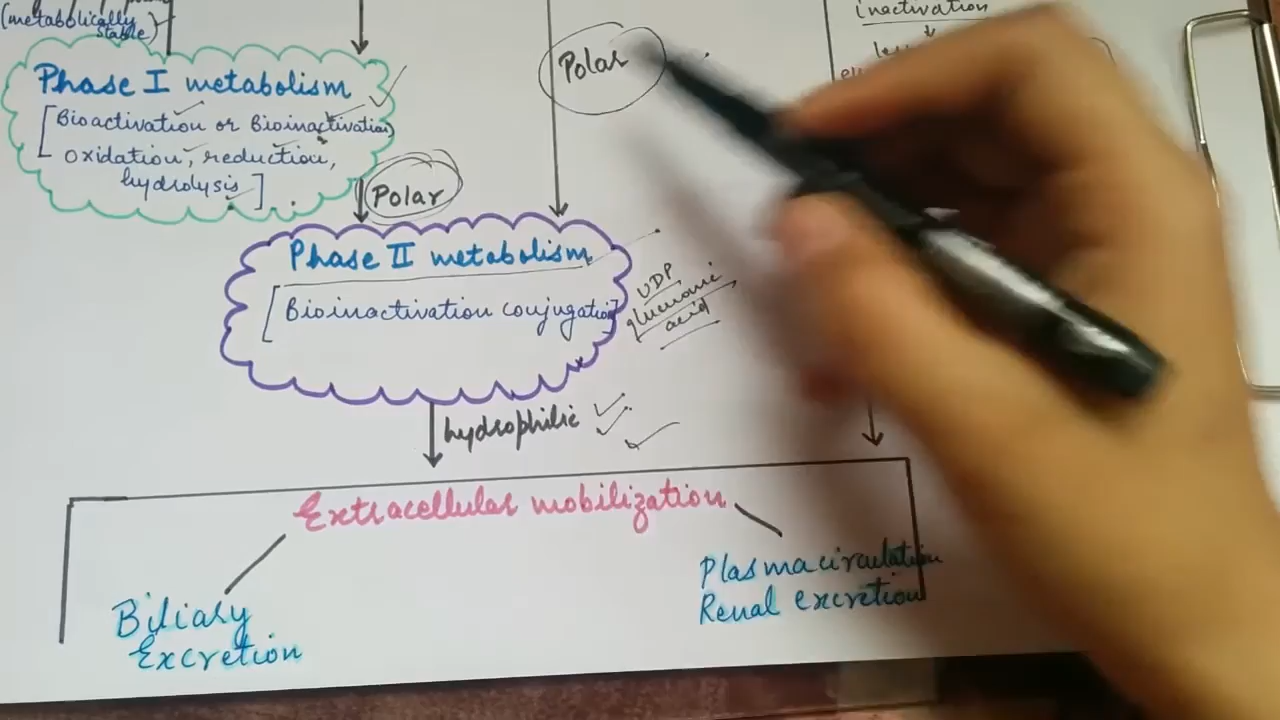 (metabolically
stable)
inactivation
Polar
Phase I metabolism
[Bioactivation or Bioinactivation
oxidation, reduction,
hydrolysis]
Polar
Phase II metabolism
[Bioinactivation conjugation]
UDP
glucuronic
acid
hydrophilic
Extracellular mobilization
Biliary
Excretion
Plasma circulation
Renal excretion